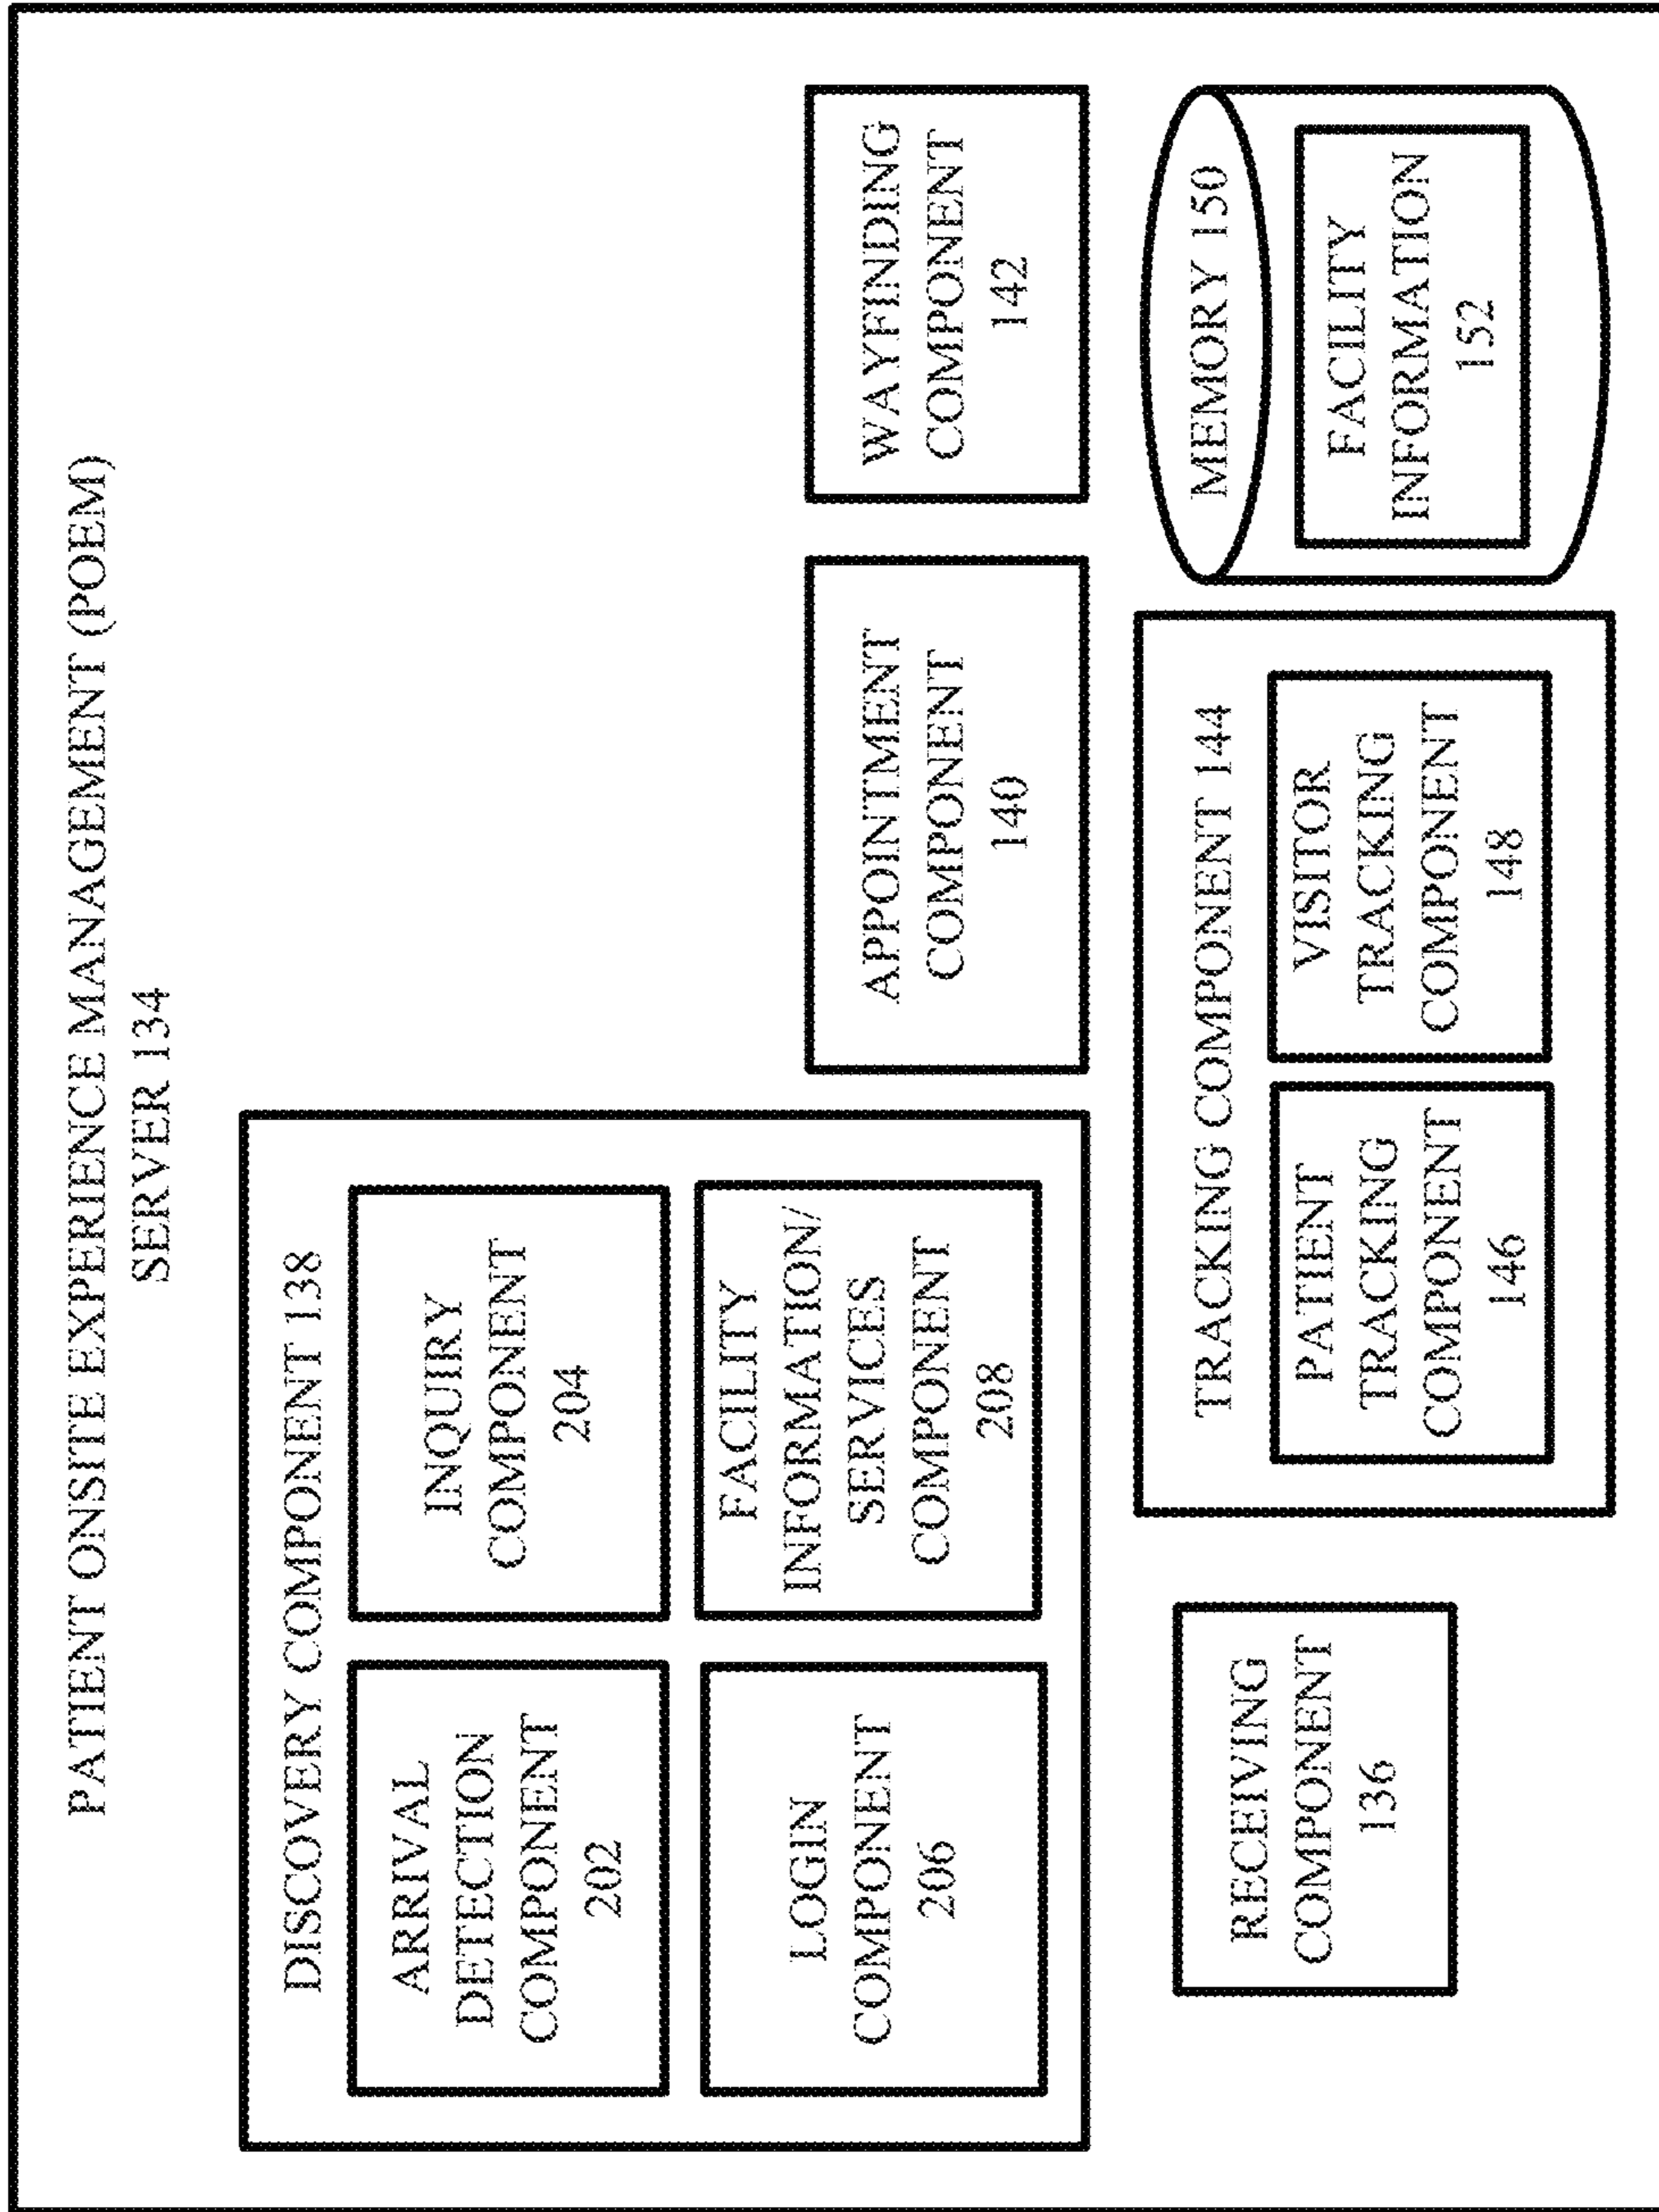 PATIENT ONSITE EXPERIENCE MANAGEMENT (POEM)
SERVER 134
DISCOVERY COMPONENT 138
ARRIVAL
DETECTION
COMPONENT
202
INQUIRY
COMPONENT
204
LOGIN
COMPONENT
206
FACILITY
INFORMATION/
SERVICES
COMPONENT
208
APPOINTMENT
COMPONENT
140
WAYFINDING
COMPONENT
142
RECEIVING
COMPONENT
136
TRACKING COMPONENT 144
PATIENT
TRACKING
COMPONENT
146
VISITOR
TRACKING
COMPONENT
148
MEMORY 150
FACILITY
INFORMATION
152